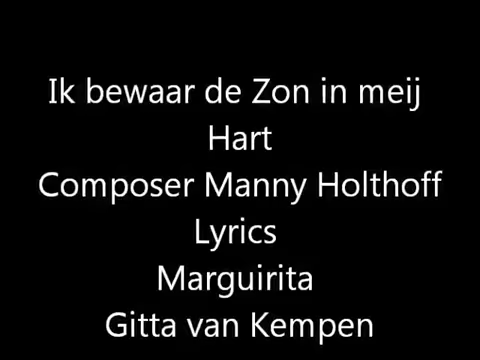 Ik bewaar de Zon in meij
Hart
Composer Manny Holthoff
Lyrics
Marguirita
Gitta van Kempen